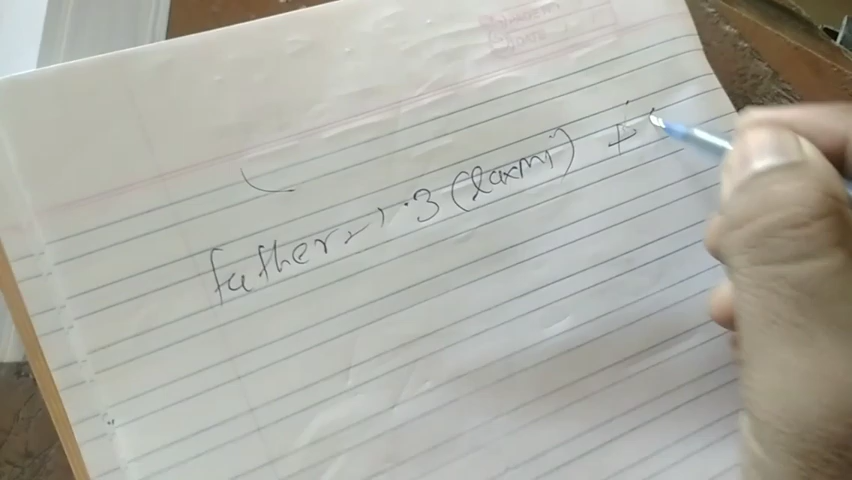 father = 1.3 (laxmi) +